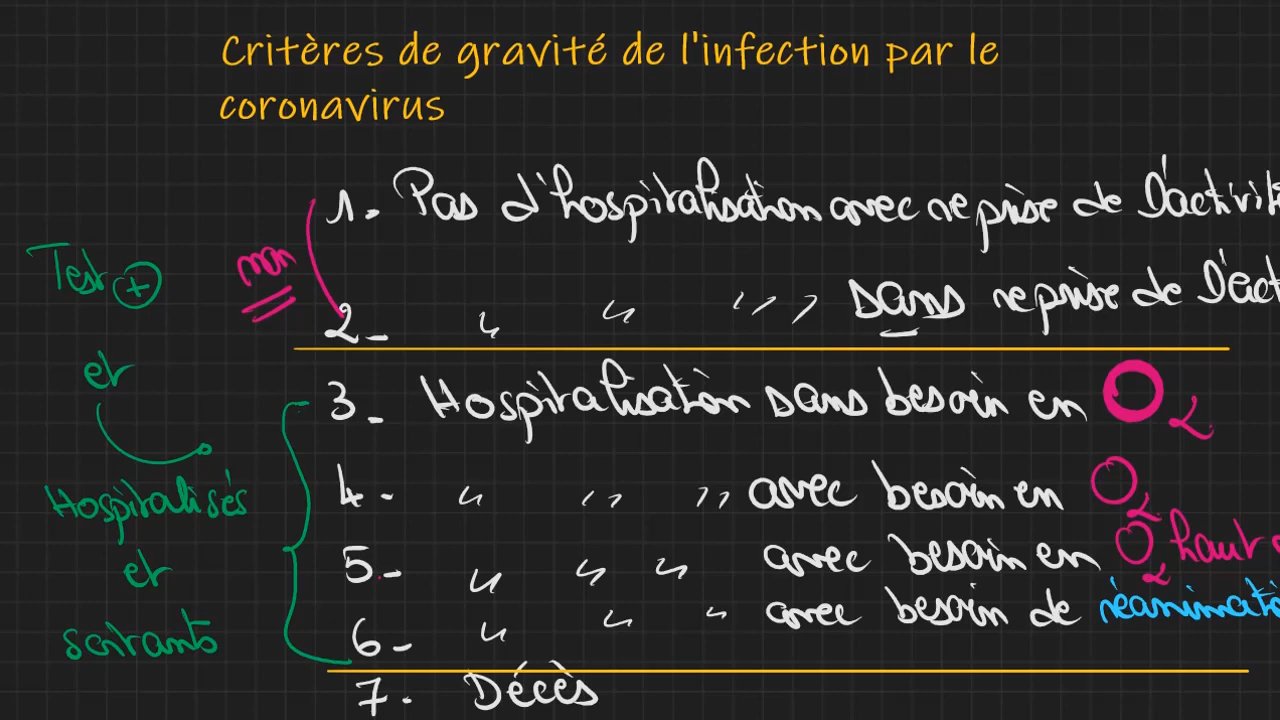 Critères de gravité de l'infection par le
coronavirus
1. Pas d'hospitalisation avec reprise de l'activité
non
Test +
2- " " " sans reprise de l'act
et
3- Hospitalisation sans besoin en O2
4- " " " avec besoin en O2
Hospitalisés
5- " " " avec besoin en O2 haut
et
6- " " " avec besoin de réanimati
7. Décès